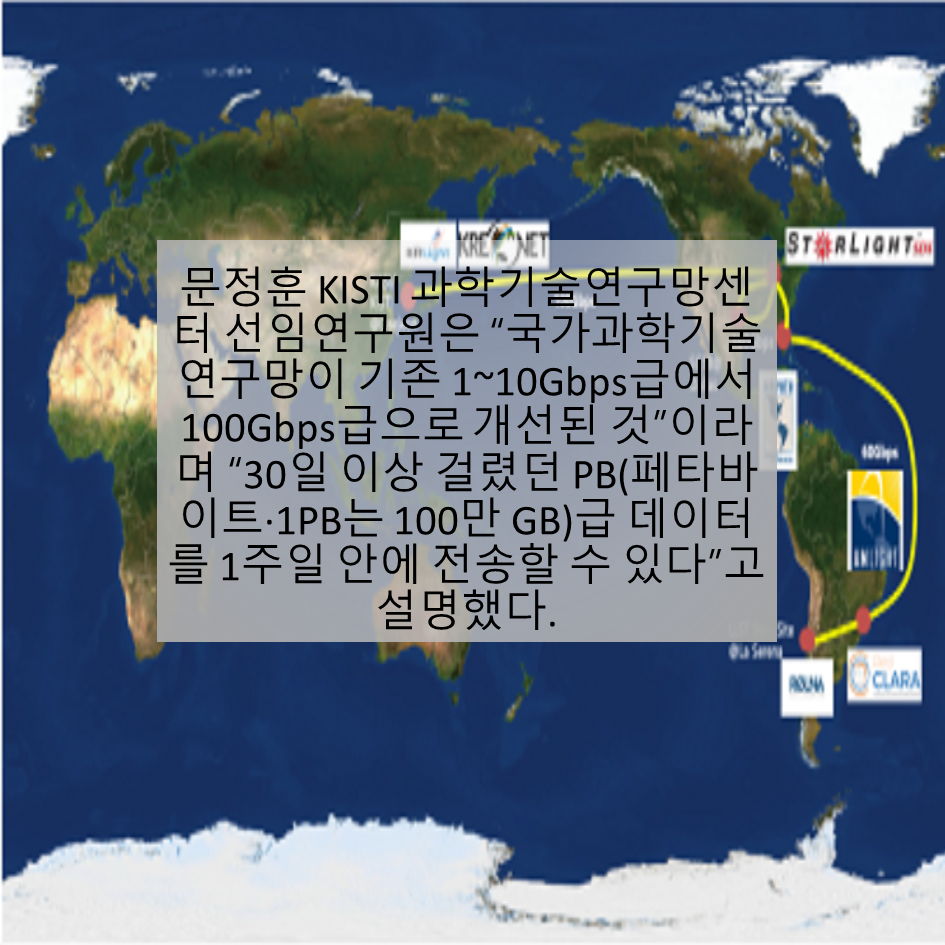 KREONET
STARLIGHT
문정훈 KISTI 과학기술연구망센
터 선임연구원은 “국가과학기술
연구망이 기존 1~10Gbps급에서
100Gbps급으로 개선된 것”이라
며 “30일 이상 걸렸던 PB(페타바
이트·1PB는 100만 GB)급 데이터
를 1주일 안에 전송할 수 있다”고
설명했다.
60Gbps
AMLIGHT
Site
@La Serena
CLARA